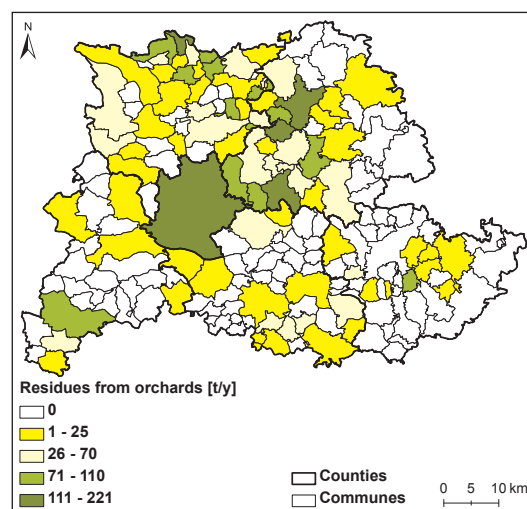 N
Residues from orchards [t/y]
0
1 - 25
26 - 70
71 - 110
111 - 221
Counties
Communes
0 5 10 km